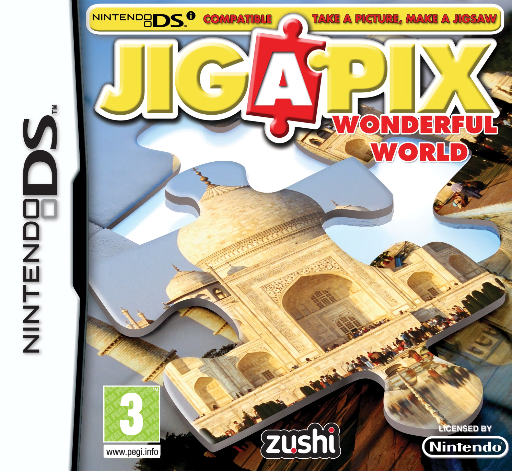 NINTENDO DSi COMPATIBLE TAKE A PICTURE, MAKE A JIGSAW
JIGAPIX
WONDERFUL
WORLD
NINTENDO DS™
3
www.pegi.info
zushi
LICENSED BY
Nintendo